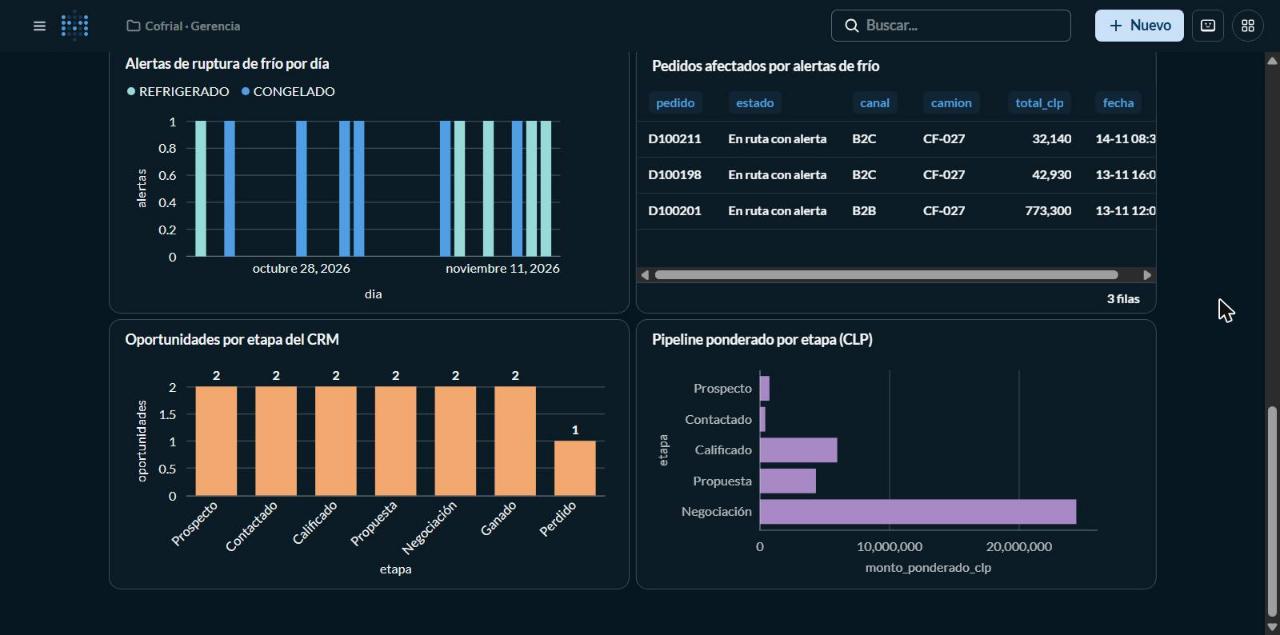 Cofrial · Gerencia
Buscar...
+ Nuevo
Alertas de ruptura de frío por día
REFRIGERADO CONGELADO
1
0.8
0.6
0.4
0.2
0
alertas
octubre 28, 2026 noviembre 11, 2026
dia
Pedidos afectados por alertas de frío
pedido estado canal camion total_clp fecha
D100211 En ruta con alerta B2C CF-027 32,140 14-11 08:3
D100198 En ruta con alerta B2C CF-027 42,930 13-11 16:0
D100201 En ruta con alerta B2B CF-027 773,300 13-11 12:0
3 filas
Oportunidades por etapa del CRM
2 2 2 2 2 2 1
2
1.5
1
0.5
0
oportunidades
Prospecto Contactado Calificado Propuesta Negociación Ganado Perdido
etapa
Pipeline ponderado por etapa (CLP)
Prospecto
Contactado
Calificado
Propuesta
Negociación
etapa
0 10,000,000 20,000,000
monto_ponderado_clp